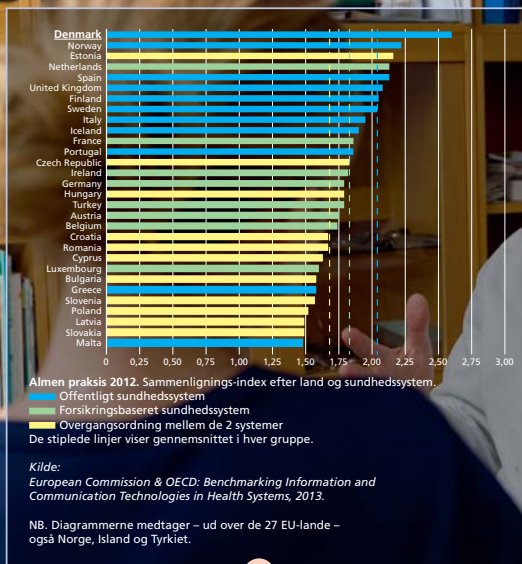 Denmark
Norway
Estonia
Netherlands
Spain
United Kingdom
Finland
Sweden
Italy
Iceland
France
Portugal
Czech Republic
Ireland
Germany
Hungary
Turkey
Austria
Belgium
Croatia
Romania
Cyprus
Luxembourg
Bulgaria
Greece
Slovenia
Poland
Latvia
Slovakia
Malta
0 0,25 0,50 0,75 1,00 1,25 1,50 1,75 2,00 2,25 2,50 2,75 3,00
Almen praksis 2012. Sammenlignings-index efter land og sundhedssystem.
Offentligt sundhedssystem
Forsikringsbaseret sundhedssystem
Overgangsordning mellem de 2 systemer
De stiplede linjer viser gennemsnittet i hver gruppe.
Kilde:
European Commission & OECD: Benchmarking Information and
Communication Technologies in Health Systems, 2013.
NB. Diagrammerne medtager – ud over de 27 EU-lande –
også Norge, Island og Tyrkiet.